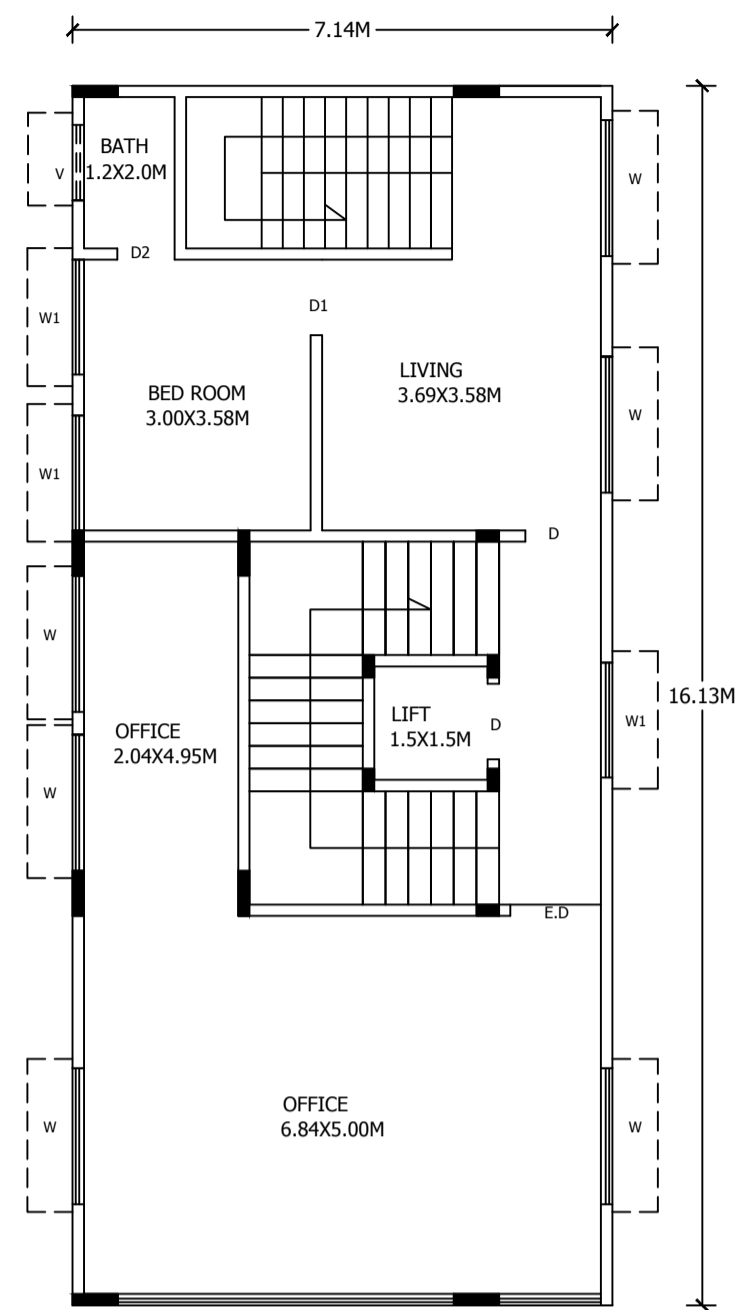 7.14M
BATH
1.2X2.0M
V
W
D2
D1
W1
LIVING
3.69X3.58M
BED ROOM
3.00X3.58M
W
W1
D
W
16.13M
LIFT
1.5X1.5M
D
W1
OFFICE
2.04X4.95M
W
E.D
OFFICE
6.84X5.00M
W
W